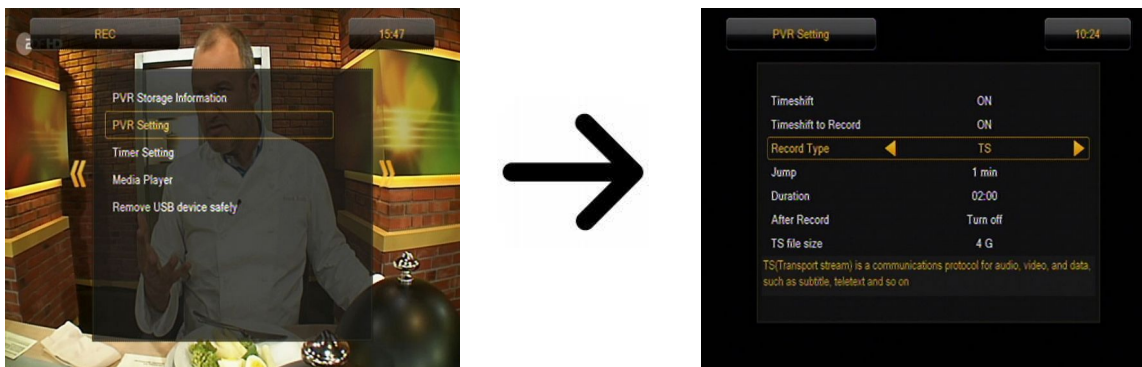 REC
15:47
PVR Storage Information
PVR Setting
Timer Setting
Media Player
Remove USB device safely
PVR Setting
10:24
Timeshift ON
Timeshift to Record ON
Record Type TS
Jump 1 min
Duration 02:00
After Record Turn off
TS file size 4 G
TS(Transport stream) is a communications protocol for audio, video, and data,
such as subtitle, teletext and so on